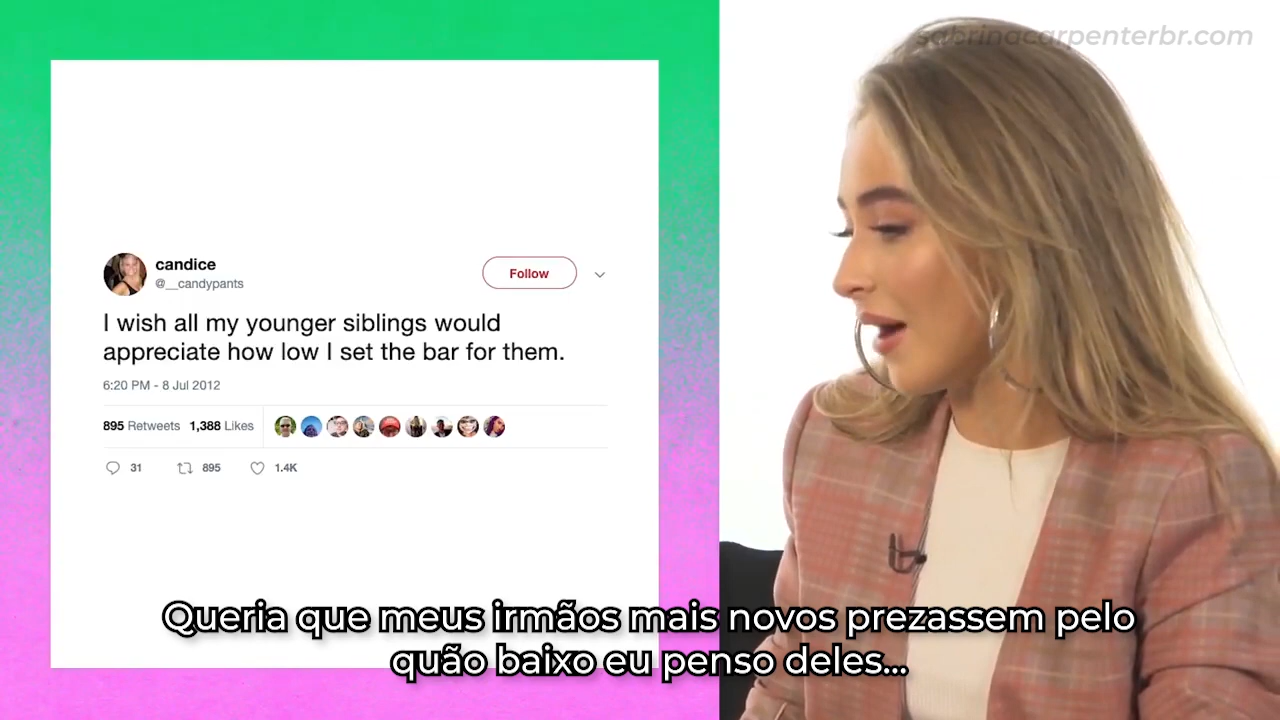 sabrinacarpenterbr.com
candice
@__candypants
Follow
I wish all my younger siblings would
appreciate how low I set the bar for them.
6:20 PM - 8 Jul 2012
895 Retweets 1,388 Likes
31 895 1.4K
Queria que meus irmãos mais novos prezassem pelo
quão baixo eu penso deles...